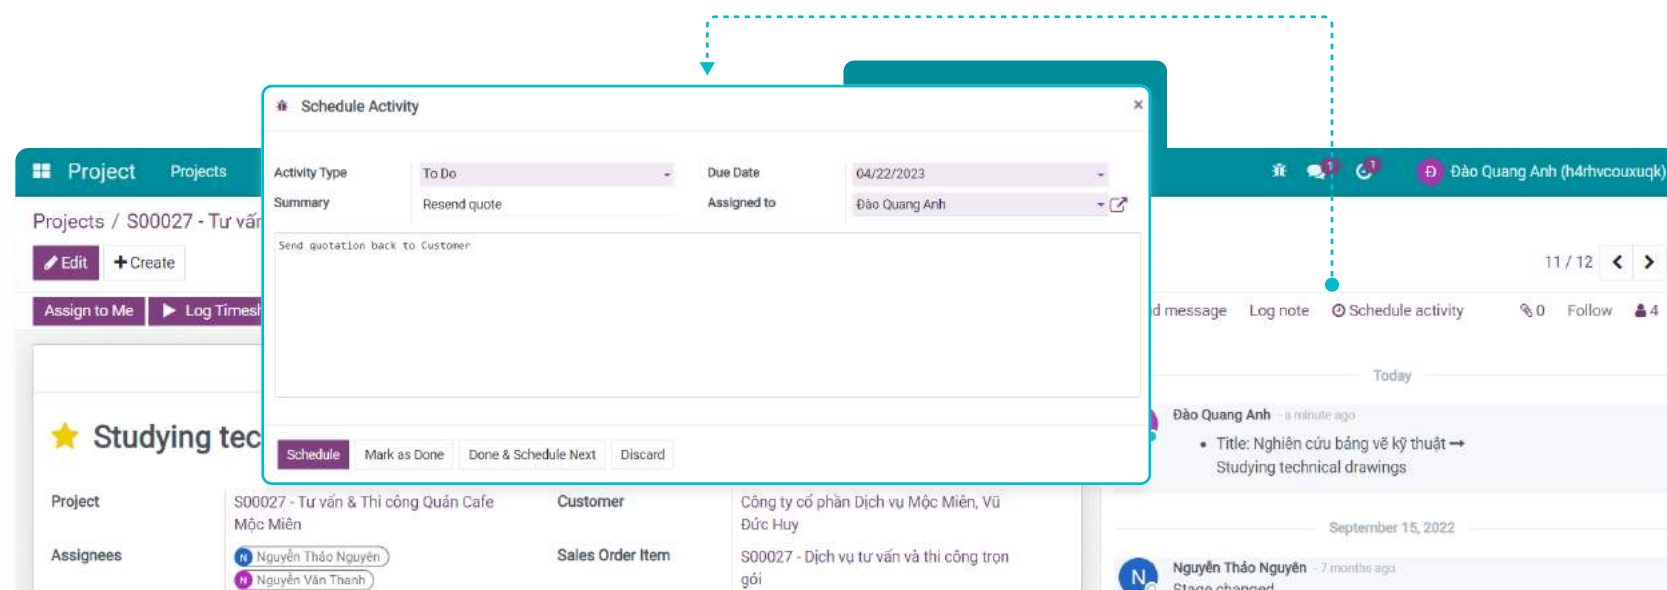 Schedule Activity
×
Activity Type
To Do
Due Date
04/22/2023
Summary
Resend quote
Assigned to
Đào Quang Anh
Send quotation back to Customer
Schedule
Mark as Done
Done & Schedule Next
Discard
Project
Projects
1
1
Đ
Đào Quang Anh (h4rhvcouxuqk)
Projects / S00027 - Tư vấn
Edit
Create
11 / 12
Assign to Me
Log Timesh
d message
Log note
Schedule activity
0
Follow
4
Studying tec
Project
S00027 - Tư vấn & Thi công Quán Cafe
Mộc Miên
Customer
Công ty cổ phần Dịch vụ Mộc Miên, Vũ
Đức Huy
Assignees
N Nguyễn Thảo Nguyên
N Nguyễn Văn Thanh
Sales Order Item
S00027 - Dịch vụ tư vấn và thi công trọn
gói
Today
Đào Quang Anh - a minute ago
Title: Nghiên cứu bảng vẽ kỹ thuật →
Studying technical drawings
September 15, 2022
N
Nguyễn Thảo Nguyên - 7 months ago
Stage changed